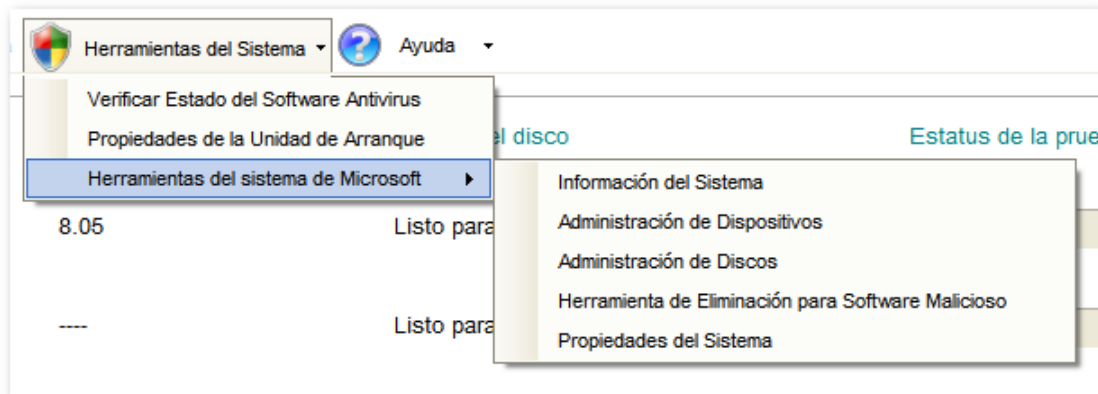 Herramientas del Sistema
Ayuda
Verificar Estado del Software Antivirus
Propiedades de la Unidad de Arranque
disco
Estatus de la
Herramientas del sistema de Microsoft
Información del Sistema
8.05
Listo para
Administración de Dispositivos
Administración de Discos
Herramienta de Eliminación para Software Malicioso
----
Listo para
Propiedades del Sistema